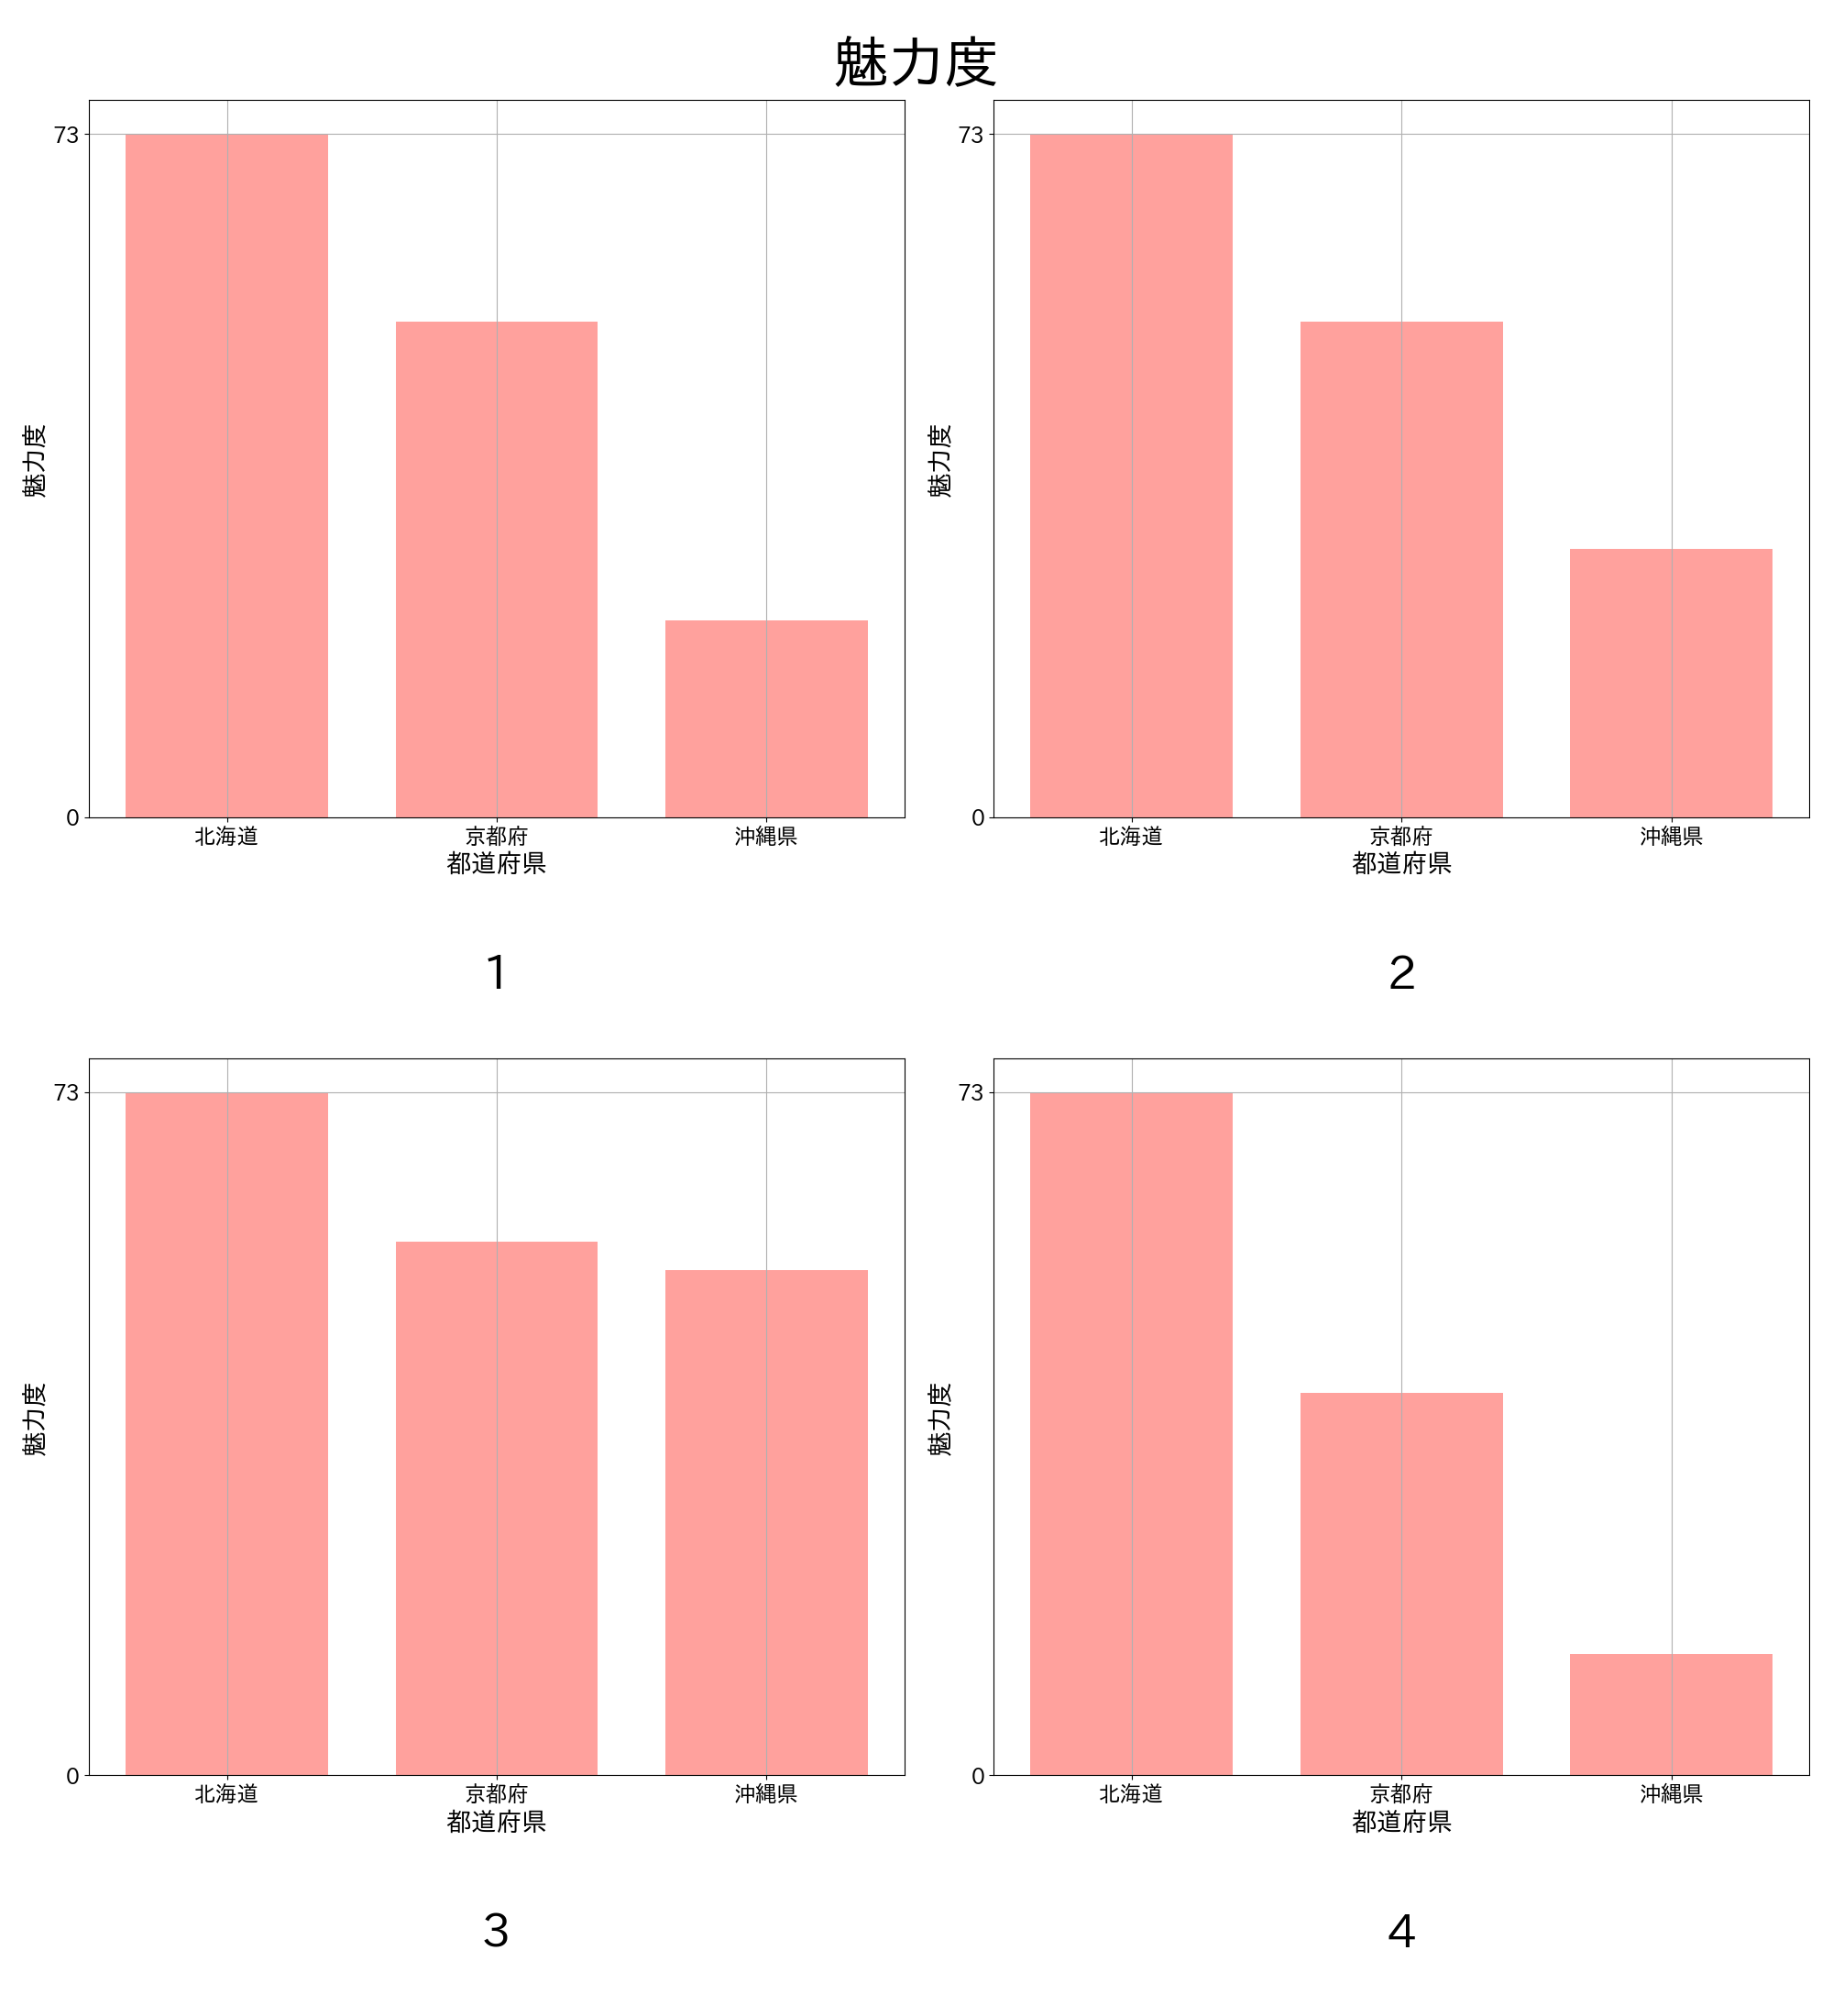 魅力度
73
0
魅力度
北海道 京都府 沖縄県
都道府県
1
73
0
魅力度
北海道 京都府 沖縄県
都道府県
2
73
0
魅力度
北海道 京都府 沖縄県
都道府県
3
73
0
魅力度
北海道 京都府 沖縄県
都道府県
4